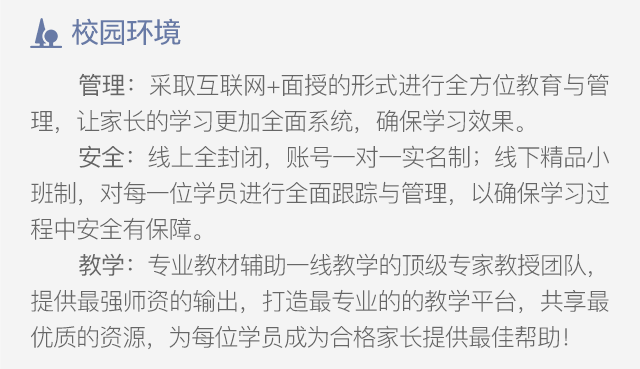 校园环境
管理：采取互联网+面授的形式进行全方位教育与管
理，让家长的学习更加全面系统，确保学习效果。
安全：线上全封闭，账号一对一实名制；线下精品小
班制，对每一位学员进行全面跟踪与管理，以确保学习过
程中安全有保障。
教学：专业教材辅助一线教学的顶级专家教授团队，
提供最强师资的输出，打造最专业的的教学平台，共享最
优质的资源，为每位学员成为合格家长提供最佳帮助！